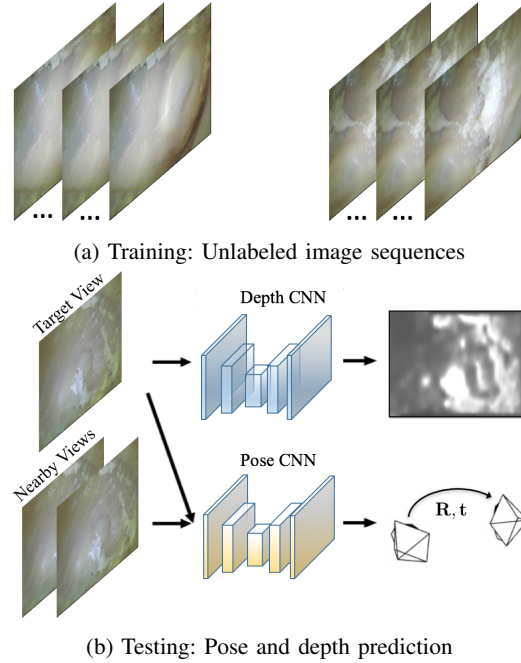 ... ... ... ...
(a) Training: Unlabeled image sequences
Target View
Depth CNN
Nearby Views
Pose CNN
R, t
(b) Testing: Pose and depth prediction